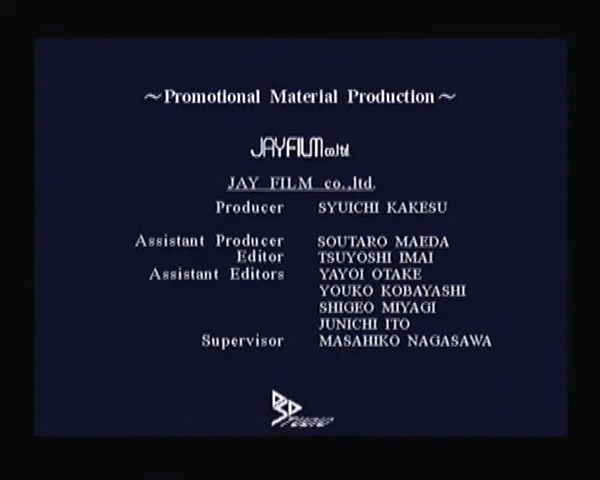 ～Promotional Material Production～
JAYFILM co.ltd.
JAY FILM co.,ltd.
Producer SYUICHI KAKESU
Assistant Producer SOUTARO MAEDA
Editor TSUYOSHI IMAI
Assistant Editors YAYOI OTAKE
YOUKO KOBAYASHI
SHIGEO MIYAGI
JUNICHI ITO
Supervisor MASAHIKO NAGASAWA